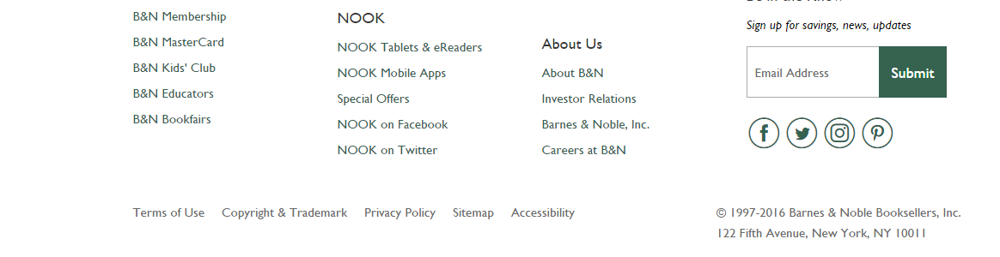 B&N Membership
B&N MasterCard
B&N Kids' Club
B&N Educators
B&N Bookfairs
NOOK
NOOK Tablets & eReaders
NOOK Mobile Apps
Special Offers
NOOK on Facebook
NOOK on Twitter
About Us
About B&N
Investor Relations
Barnes & Noble, Inc.
Careers at B&N
Sign up for savings, news, updates
Email Address
Submit
Terms of Use
Copyright & Trademark
Privacy Policy
Sitemap
Accessibility
© 1997-2016 Barnes & Noble Booksellers, Inc.
122 Fifth Avenue, New York, NY 10011